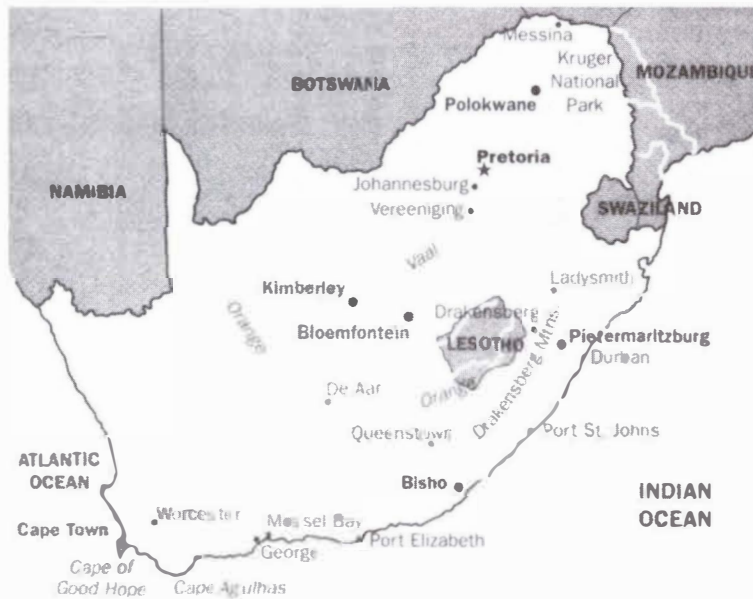 Messina
Kruger
National
Park
MOZAMBIQUE
BOTSWANA
Polokwane
Pretoria
NAMIBIA
Johannesburg
Vereeniging
SWAZILAND
Vaal
Ladysmith
Kimberley
Orange
Bloemfontein
Drakensberg
LESOTHO
Pietermaritzburg
Durban
Drakensberg Mtns.
De Aar
Orange
Queenstown
Port St. Johns
ATLANTIC
OCEAN
Bisho
INDIAN
OCEAN
Worcester
Mossel Bay
Cape Town
George
Port Elizabeth
Cape of
Good Hope
Cape Agulhas